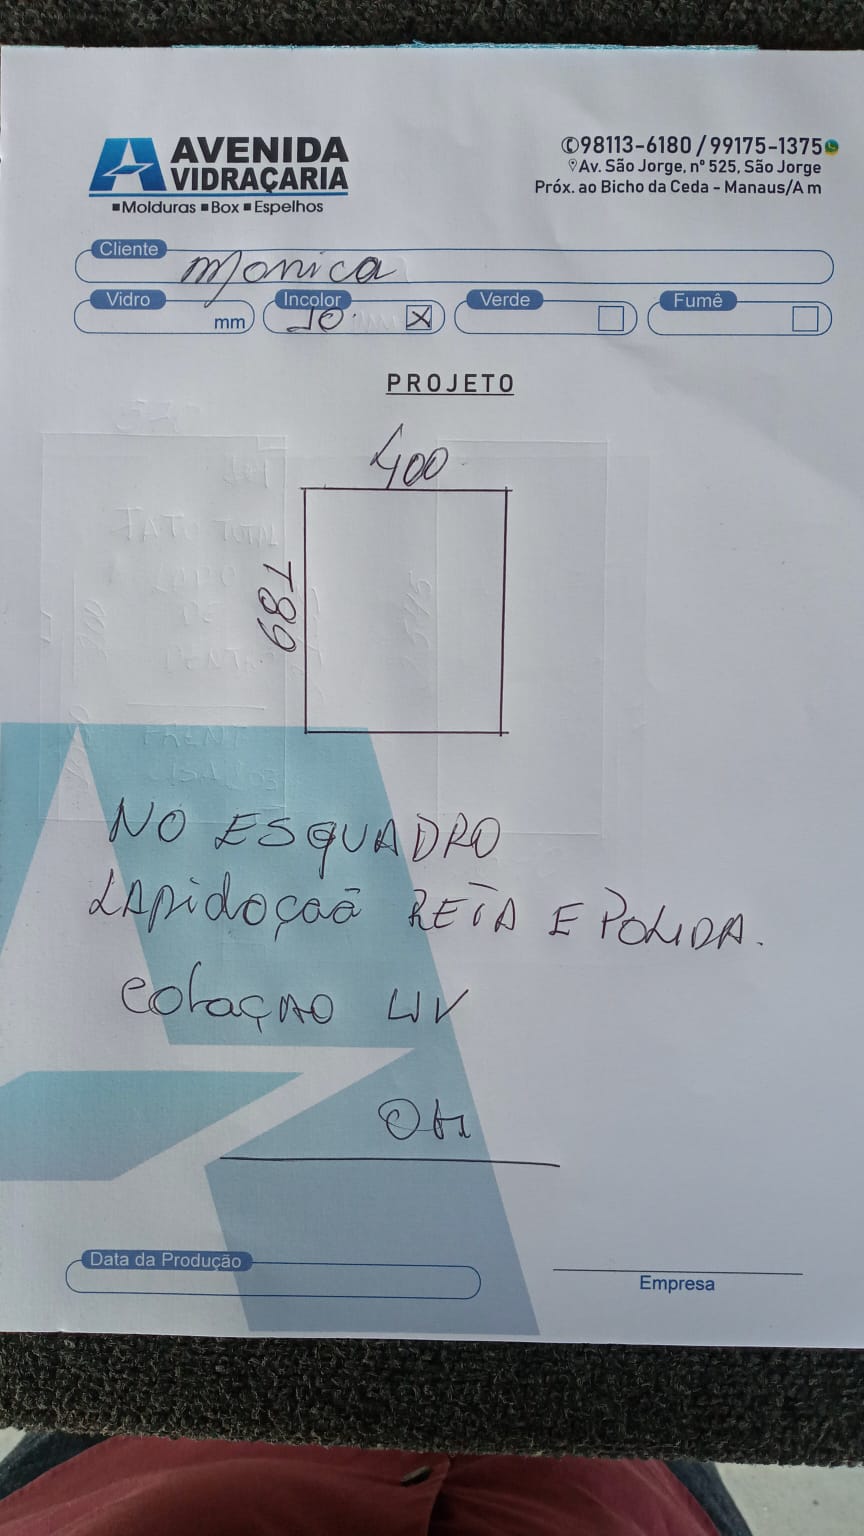 AVENIDA
VIDRAÇARIA
▪Molduras ▪Box ▪Espelhos
✆98113-6180 / 99175-1375
Av. São Jorge, nº 525, São Jorge
Próx. ao Bicho da Ceda - Manaus/Am
Cliente
Monica
Vidro
mm
Incolor
10
X
Verde
Fumê
PROJETO
400
NO ESQUADRO
LAPidaçaõ RETA E POLIDA.
COLAÇAO UV
Data da Produção
Empresa